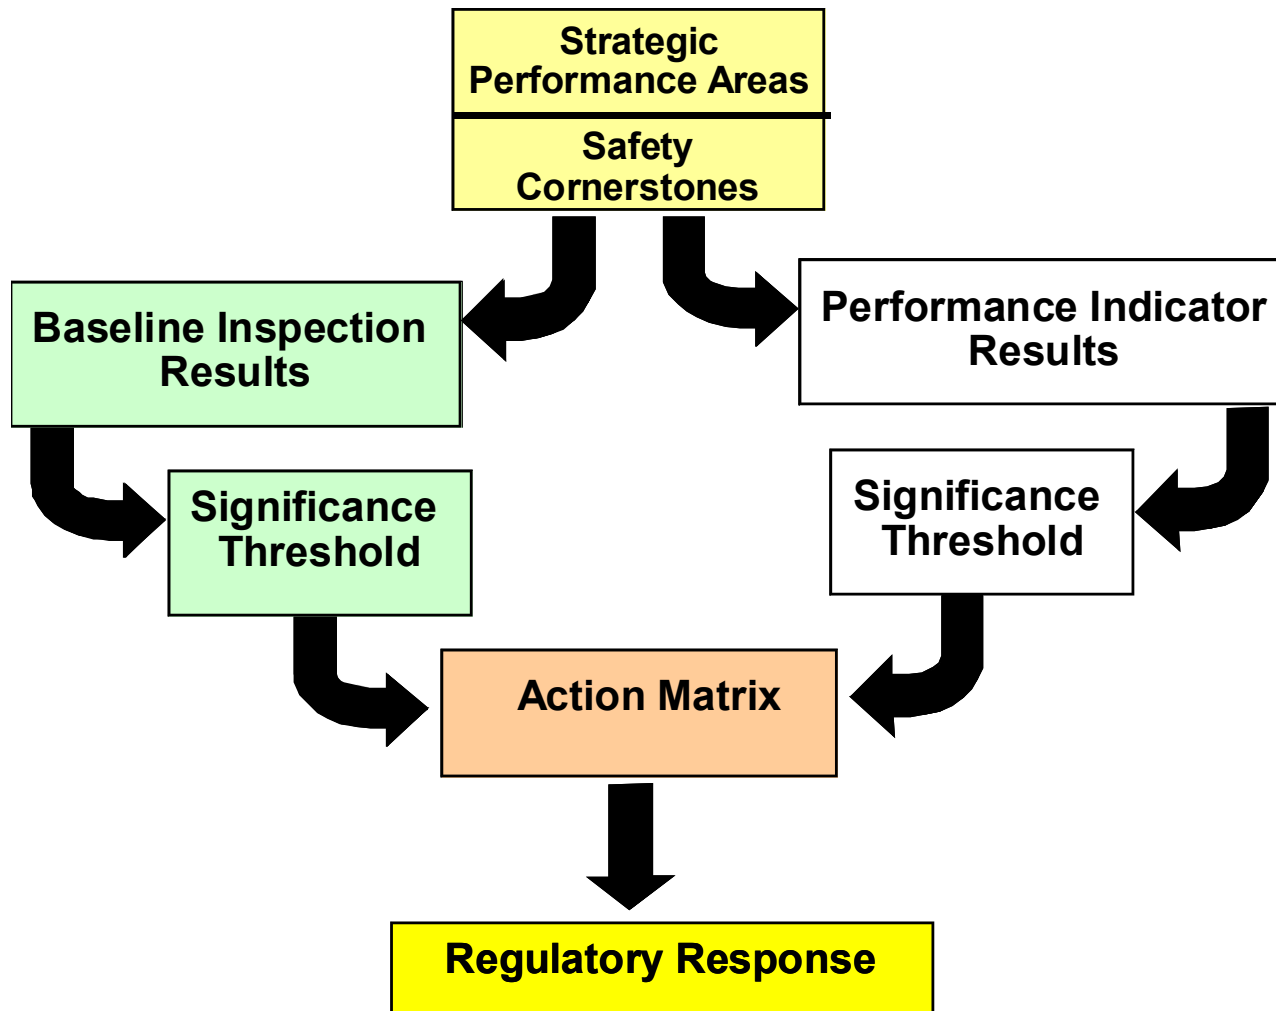 Strategic
Performance Areas
Safety
Cornerstones
Baseline Inspection
Results
Performance Indicator
Results
Significance
Threshold
Significance
Threshold
Action Matrix
Regulatory Response